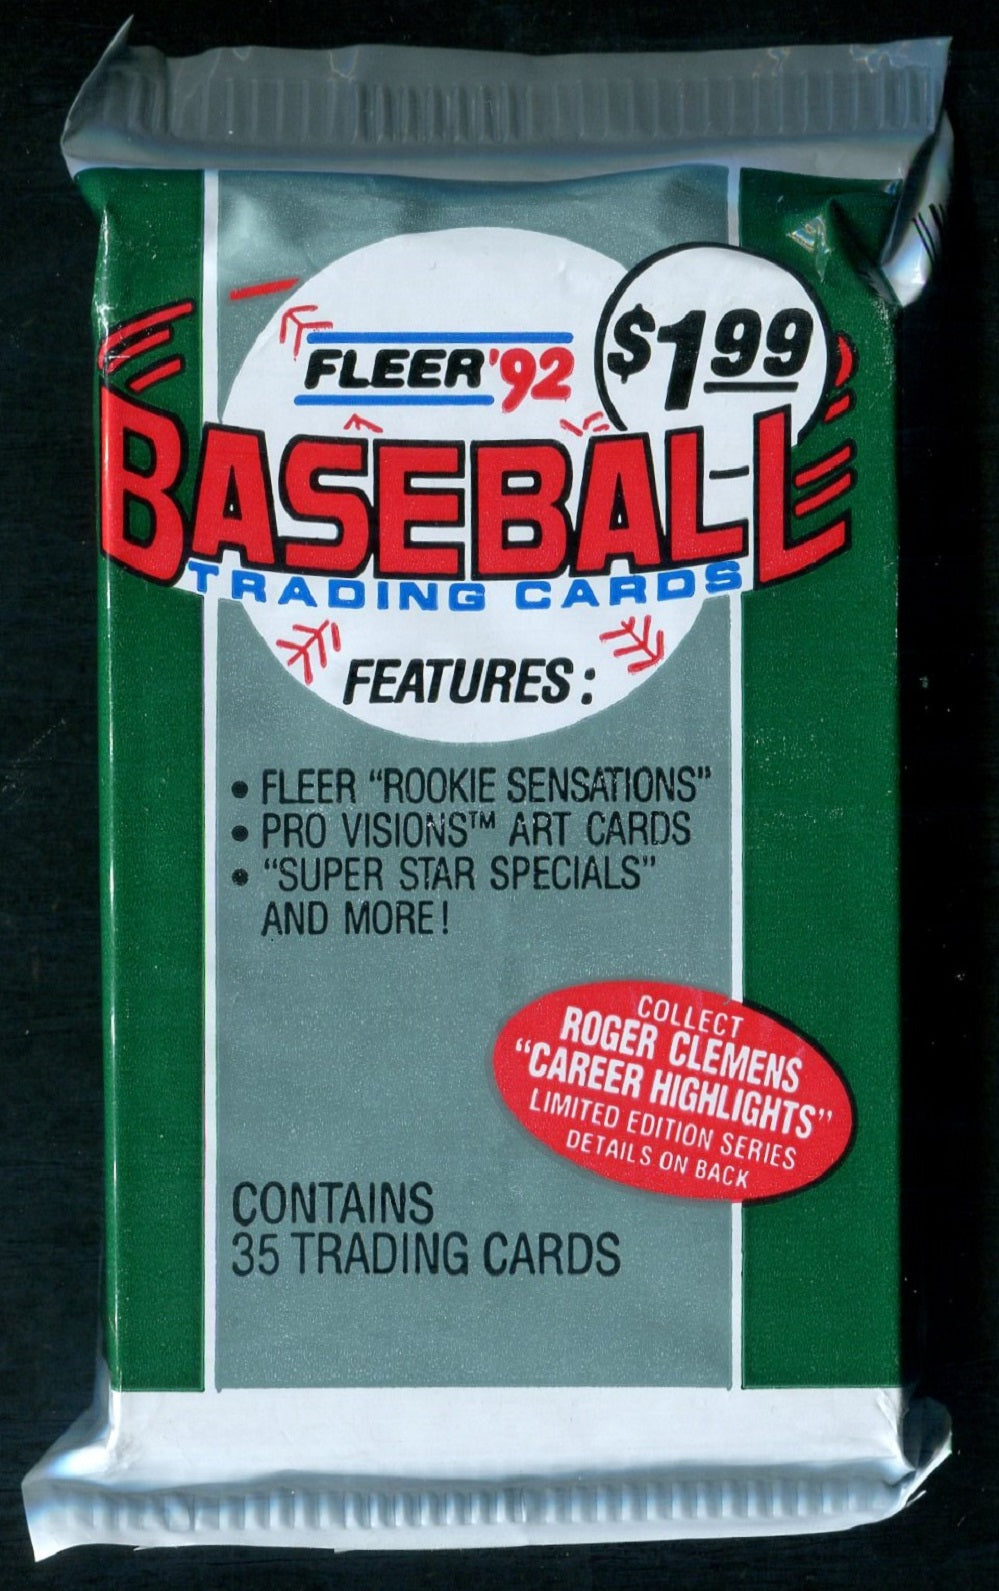 FLEER '92
$1.99
BASEBALL
TRADING CARDS
FEATURES:
• FLEER "ROOKIE SENSATIONS"
• PRO VISIONS™ ART CARDS
• "SUPER STAR SPECIALS"
AND MORE!
COLLECT
ROGER CLEMENS
"CAREER HIGHLIGHTS"
LIMITED EDITION SERIES
DETAILS ON BACK
CONTAINS
35 TRADING CARDS